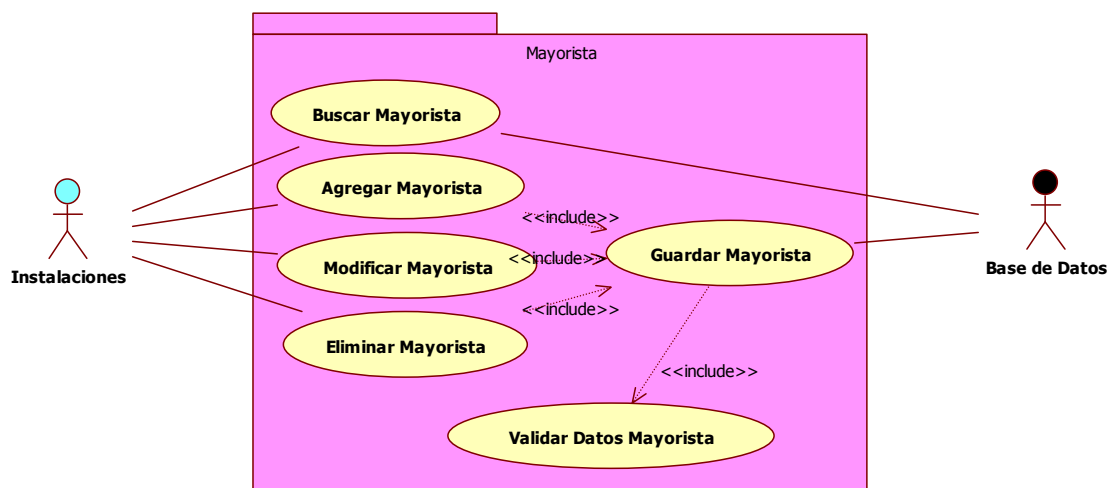 Mayorista
Buscar Mayorista
Agregar Mayorista
<<include>>
Instalaciones
Modificar Mayorista
<<include>>
Guardar Mayorista
Base de Datos
<<include>>
Eliminar Mayorista
<<include>>
Validar Datos Mayorista